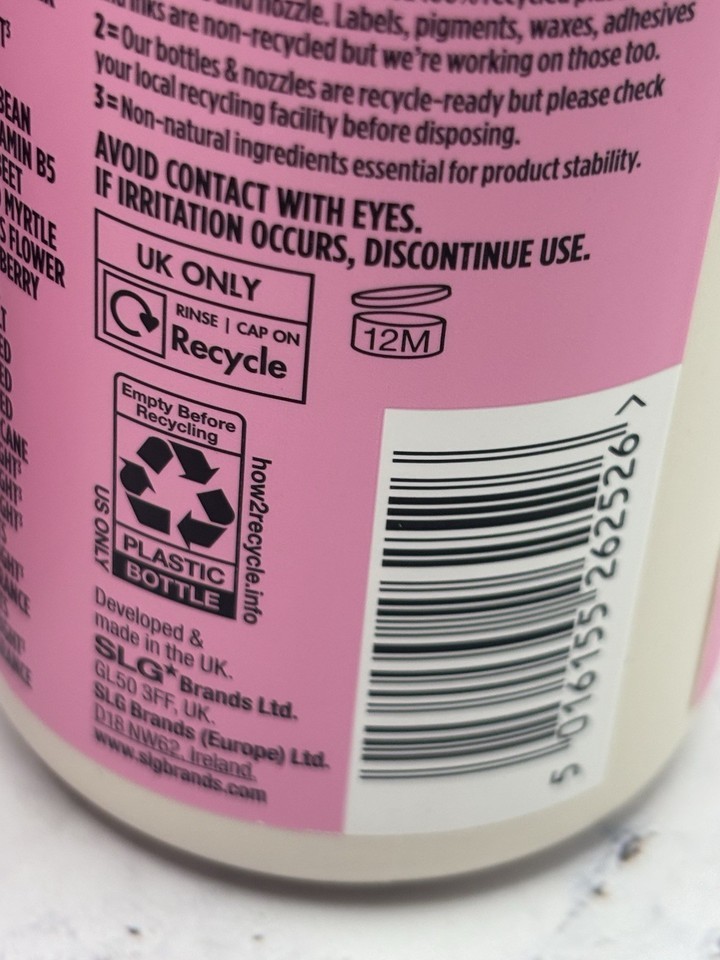 inks are non-recycled but we're working on those too.
nozzle. Labels, pigments, waxes, adhesives
2=Our bottles & nozzles are recycle-ready but please check
your local recycling facility before disposing.
3=Non-natural ingredients essential for product stability.
AVOID CONTACT WITH EYES.
IF IRRITATION OCCURS, DISCONTINUE USE.
UK ONLY
RINSE | CAP ON
Recycle
12M
Empty Before
Recycling
PLASTIC
BOTTLE
US ONLY
how2recycle.info
Developed &
made in the UK.
SLG* Brands Ltd.
GL50 3FF, UK.
SLG Brands (Europe) Ltd.
D18 NW62, Ireland.
www.slgbrands.com
5 016155 262526 >
BEAN
AMIN B5
EET
MYRTLE
S FLOWER
BERRY
CANE